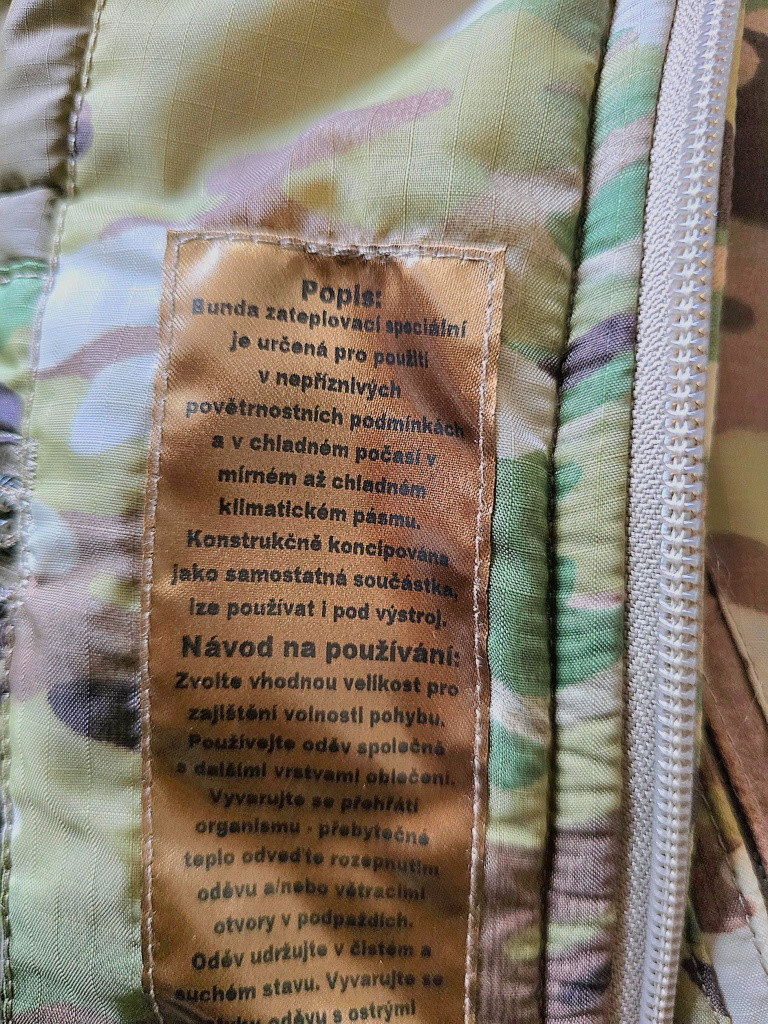 Popis:
Bunda zateplovací speciální
je určená pro použití
v nepříznivých
povětrnostních podmínkách
a v chladném počasí v
mírném až chladném
klimatickém pásmu.
Konstrukčně koncipována
jako samostatná součástka,
lze používat i pod výstroj.
Návod na používání:
Zvolte vhodnou velikost pro
zajištění volnosti pohybu.
Používejte oděv společně
s dalšími vrstvami oblečení.
Vyvarujte se přehřátí
organismu - přebytečné
teplo odveďte rozepnutím
oděvu a/nebo větracími
otvory v podpaždích.
Oděv udržujte v čistém a
suchém stavu. Vyvarujte se
oděvu s ostrými